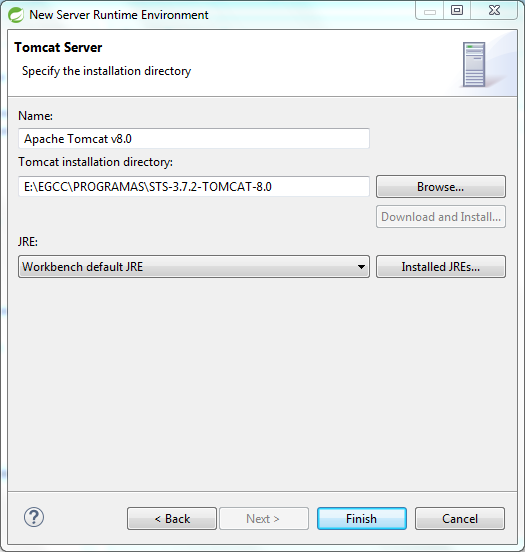 New Server Runtime Environment
Tomcat Server
Specify the installation directory
Name:
Apache Tomcat v8.0
Tomcat installation directory:
E:\EGCC\PROGRAMAS\STS-3.7.2-TOMCAT-8.0
Browse...
Download and Install...
JRE:
Workbench default JRE
Installed JREs...
?
< Back
Next >
Finish
Cancel